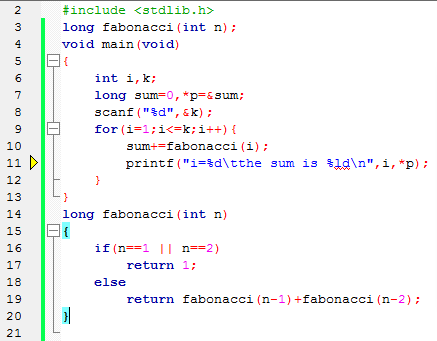 2 #include <stdlib.h>
3 long fabonacci(int n);
4 void main(void)
5 {
6 int i,k;
7 long sum=0,*p=&sum;
8 scanf("%d",&k);
9 for(i=1;i<=k;i++){
10 sum+=fabonacci(i);
11 printf("i=%d\tthe sum is %ld\n",i,*p);
12 }
13 }
14 long fabonacci(int n)
15 {
16 if(n==1 || n==2)
17 return 1;
18 else
19 return fabonacci(n-1)+fabonacci(n-2);
20 }
21